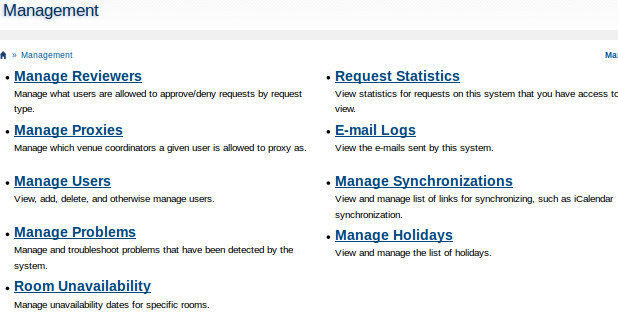 Management
» Management
Manage Reviewers
Manage what users are allowed to approve/deny requests by request
type.
Manage Proxies
Manage which venue coordinators a given user is allowed to proxy as.
Manage Users
View, add, delete, and otherwise manage users.
Manage Problems
Manage and troubleshoot problems that have been detected by the
system.
Room Unavailability
Manage unavailability dates for specific rooms.
Request Statistics
View statistics for requests on this system that you have access to
view.
E-mail Logs
View the e-mails sent by this system.
Manage Synchronizations
View and manage list of links for synchronizing, such as iCalendar
synchronization.
Manage Holidays
View and manage the list of holidays.